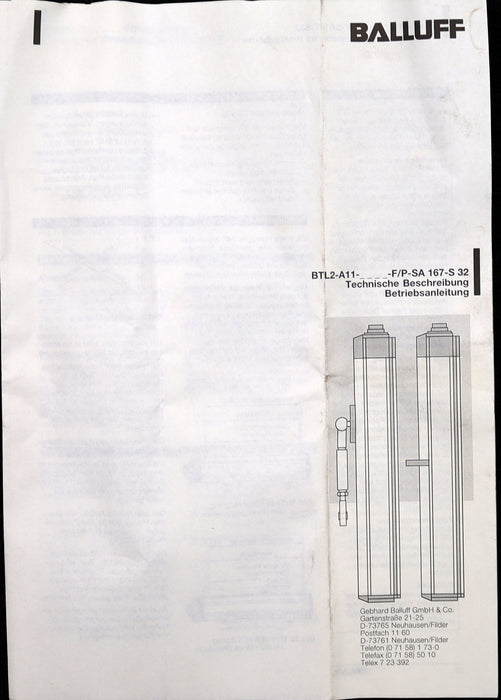 BALLUFF
BTL2-A11-_ _ _ _-F/P-SA 167-S 32
Technische Beschreibung
Betriebsanleitung
Gebhard Balluff GmbH & Co.
Gartenstraße 21-25
D-73765 Neuhausen/Filder
Postfach 11 60
D-73761 Neuhausen/Filder
Telefon (0 71 58) 1 73-0
Telefax (0 71 58) 50 10
Telex 7 23 392